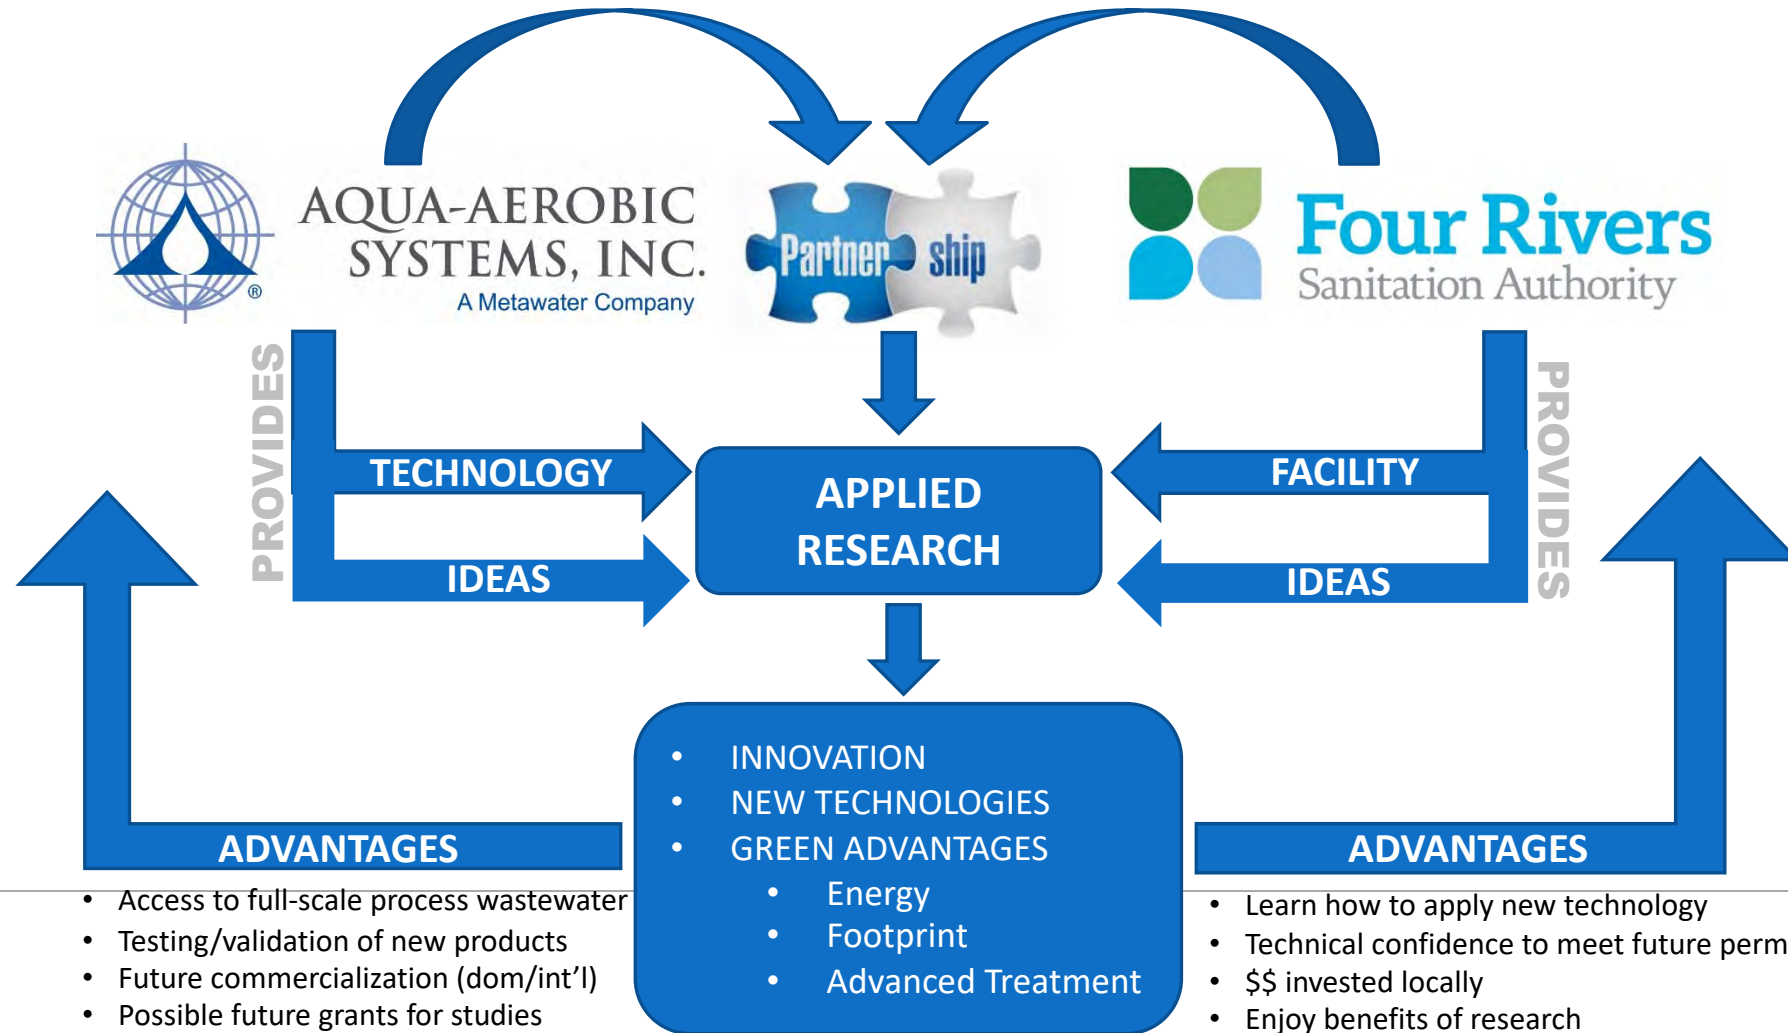 AQUA-AEROBIC
SYSTEMS, INC.
®
A Metawater Company
Partner ship
Four Rivers
Sanitation Authority
PROVIDES
PROVIDES
TECHNOLOGY
IDEAS
APPLIED
RESEARCH
FACILITY
IDEAS
• INNOVATION
• NEW TECHNOLOGIES
• GREEN ADVANTAGES
• Energy
• Footprint
• Advanced Treatment
ADVANTAGES
• Access to full-scale process wastewater
• Testing/validation of new products
• Future commercialization (dom/int’l)
• Possible future grants for studies
ADVANTAGES
• Learn how to apply new technology
• Technical confidence to meet future perm
• $$ invested locally
• Enjoy benefits of research